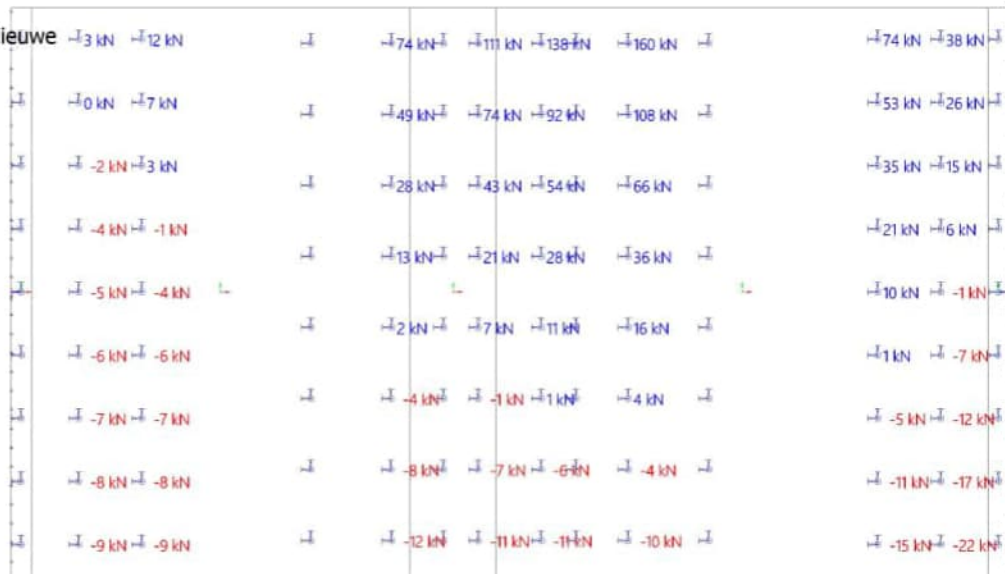 ieuwe 3 kN 12 kN 74 kN 111 kN 138 kN 160 kN 74 kN 38 kN
0 kN 7 kN 49 kN 74 kN 92 kN 108 kN 53 kN 26 kN
-2 kN 3 kN 28 kN 43 kN 54 kN 66 kN 35 kN 15 kN
-4 kN -1 kN 13 kN 21 kN 28 kN 36 kN 21 kN 6 kN
-5 kN -4 kN 10 kN -1 kN
2 kN 7 kN 11 kN 16 kN
-6 kN -6 kN 1 kN -7 kN
-4 kN -1 kN 1 kN 4 kN
-7 kN -7 kN -5 kN -12 kN
-8 kN -7 kN -6 kN -4 kN
-8 kN -8 kN -11 kN -17 kN
-9 kN -9 kN -12 kN -11 kN -11 kN -10 kN -15 kN -22 kN